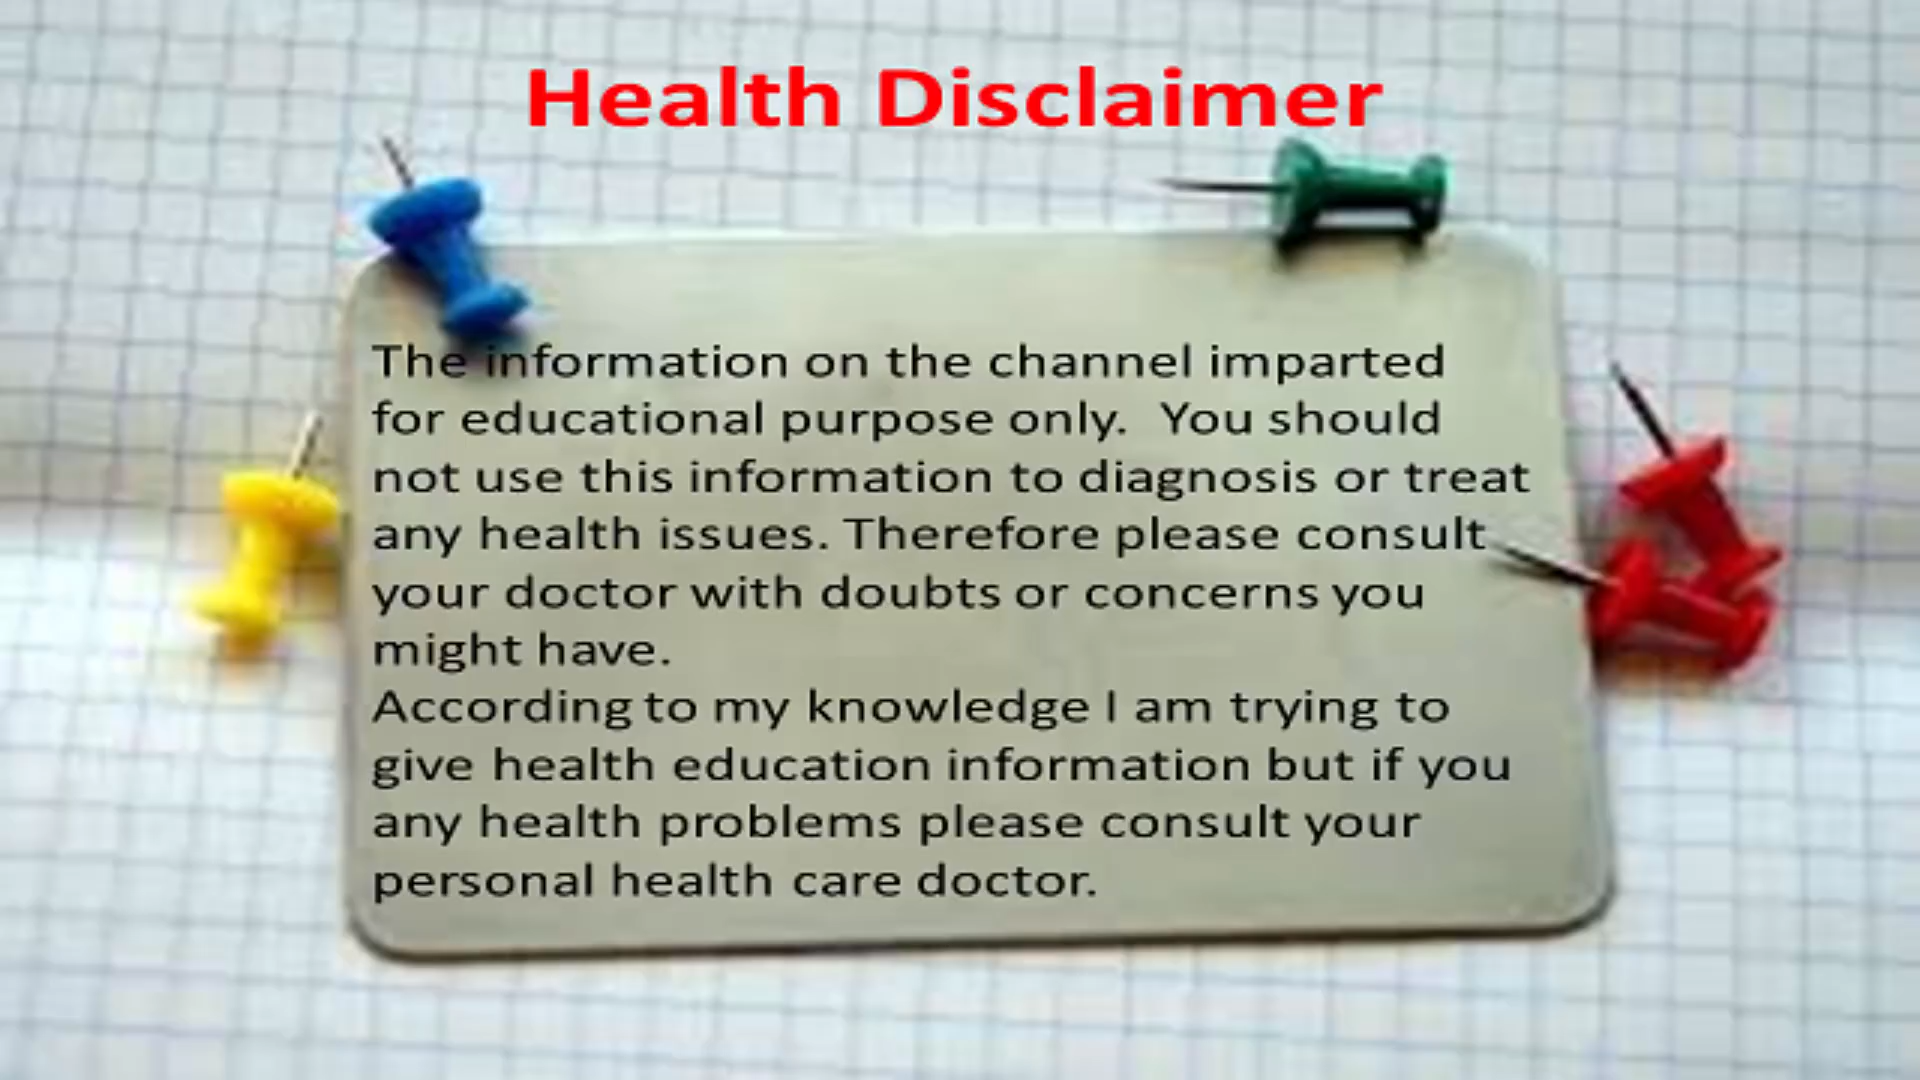 Health Disclaimer
The information on the channel imparted
for educational purpose only.  You should
not use this information to diagnosis or treat
any health issues. Therefore please consult
your doctor with doubts or concerns you
might have.
According to my knowledge I am trying to
give health education information but if you
any health problems please consult your
personal health care doctor.